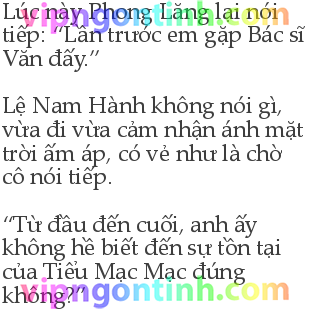 Lúc này Phong Lăng lại nói
tiếp: “Lần trước em gặp Bác sĩ
Văn đấy.”
Lệ Nam Hành không nói gì,
vừa đi vừa cảm nhận ánh mặt
trời ấm áp, có vẻ như là chờ
cô nói tiếp.
“Từ đầu đến cuối, anh ấy
không hề biết đến sự tồn tại
của Tiểu Mạc Mạc đúng
không?”
vipngontinh.com
vipngontinh.com